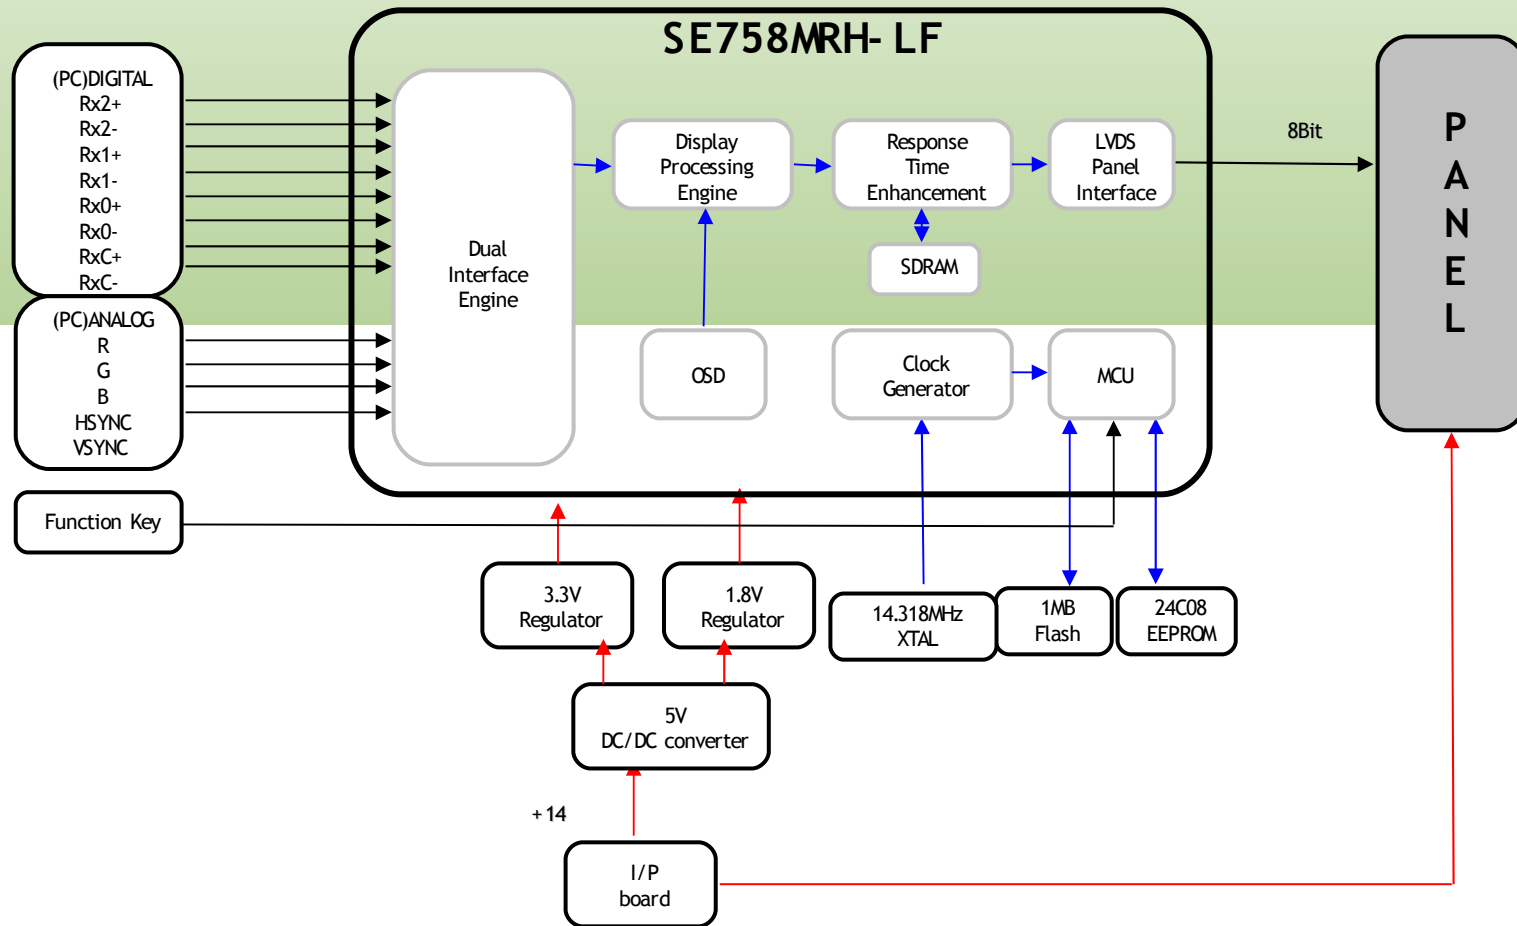 SE758MRH-LF
(PC)DIGITAL
Rx2+
Rx2-
Rx1+
Rx1-
Rx0+
Rx0-
RxC+
RxC-
(PC)ANALOG
R
G
B
HSYNC
VSYNC
Function Key
Dual
Interface
Engine
Display
Processing
Engine
Response
Time
Enhancement
LVDS
Panel
Interface
8Bit
P
A
N
E
L
SDRAM
OSD
Clock
Generator
MCU
3.3V
Regulator
1.8V
Regulator
14.318MHz
XTAL
1MB
Flash
24C08
EEPROM
5V
DC/DC converter
+14
I/P
board